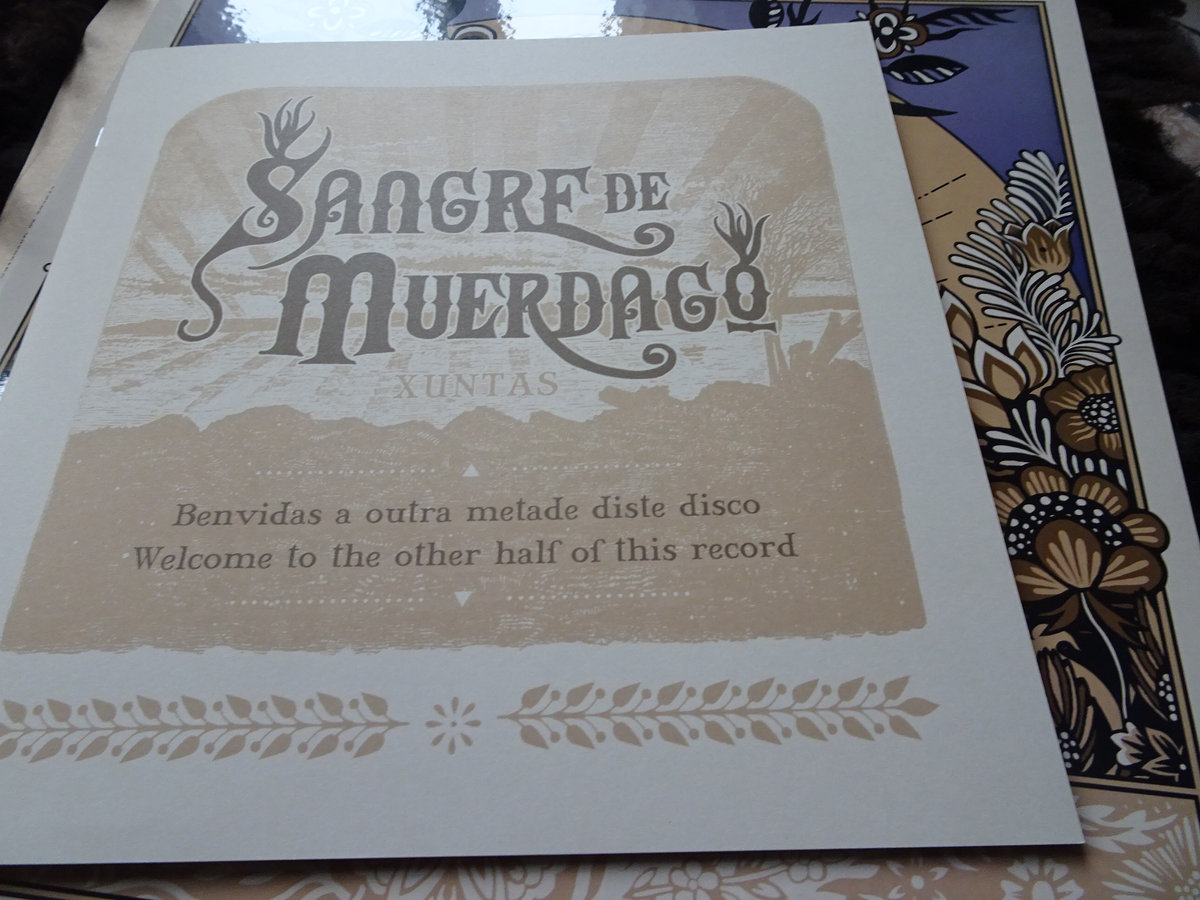 SANGRE DE
MUERDAGO
XUNTAS
Benvidas a outra metade diste disco
Welcome to the other half of this record